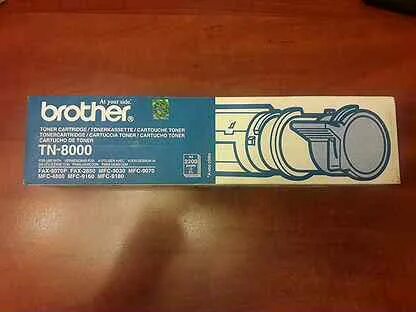 At your side.
brother®
TONER CARTRIDGE / TONERKASSETTE / CARTOUCHE TONER
TONERCARTRIDGE / CARTUCCIA TONER / CARTUCHO TONER
CARTUCHO DE TONER
TN-8000
FAX-8070P FAX-2850 MFC-9030 MFC-9070
MFC-4800 MFC-9160 MFC-9180
2200